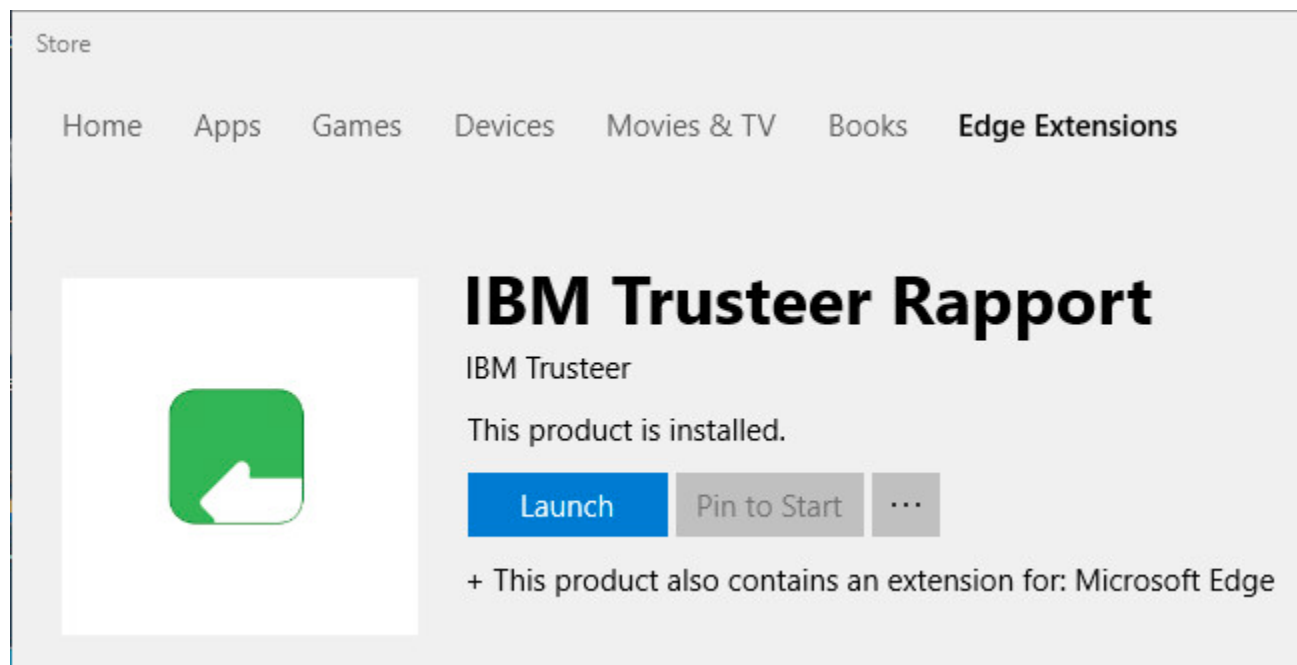 Store
Home Apps Games Devices Movies & TV Books Edge Extensions
IBM Trusteer Rapport
IBM Trusteer
This product is installed.
Launch Pin to Start ...
+ This product also contains an extension for: Microsoft Edge